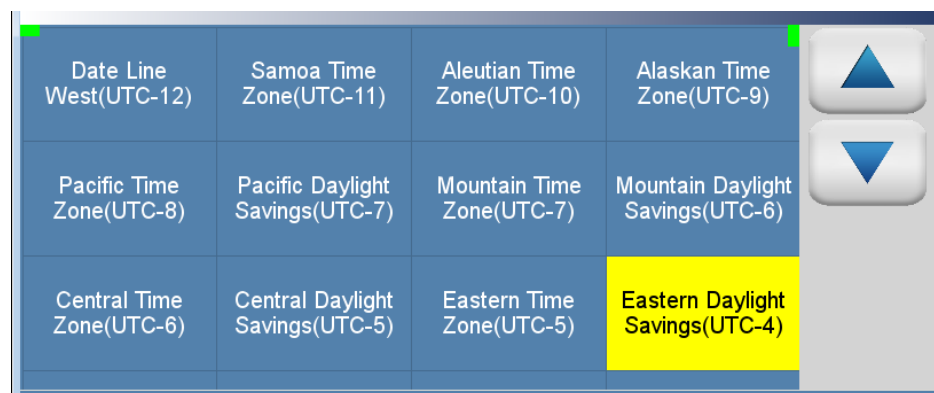 Date Line
West(UTC-12)
Samoa Time
Zone(UTC-11)
Aleutian Time
Zone(UTC-10)
Alaskan Time
Zone(UTC-9)
Pacific Time
Zone(UTC-8)
Pacific Daylight
Savings(UTC-7)
Mountain Time
Zone(UTC-7)
Mountain Daylight
Savings(UTC-6)
Central Time
Zone(UTC-6)
Central Daylight
Savings(UTC-5)
Eastern Time
Zone(UTC-5)
Eastern Daylight
Savings(UTC-4)